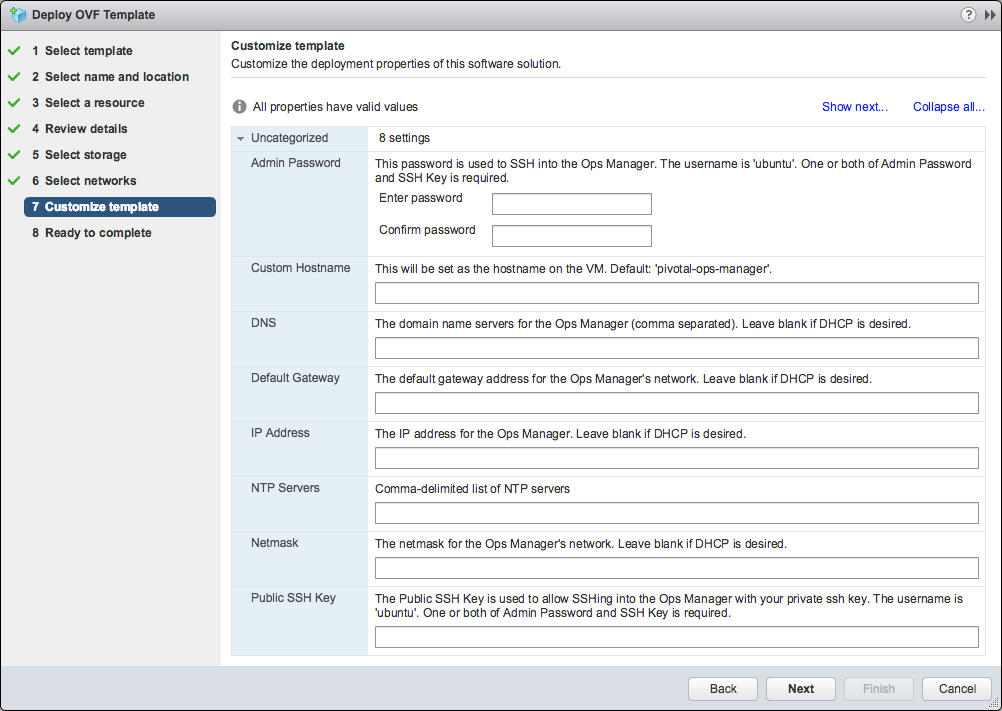 Deploy OVF Template
?
1 Select template
2 Select name and location
3 Select a resource
4 Review details
5 Select storage
6 Select networks
7 Customize template
8 Ready to complete
Customize template
Customize the deployment properties of this software solution.
All properties have valid values
Show next...
Collapse all...
Uncategorized
8 settings
Admin Password
This password is used to SSH into the Ops Manager. The username is 'ubuntu'. One or both of Admin Password
and SSH Key is required.
Enter password
Confirm password
Custom Hostname
This will be set as the hostname on the VM. Default: 'pivotal-ops-manager'.
DNS
The domain name servers for the Ops Manager (comma separated). Leave blank if DHCP is desired.
Default Gateway
The default gateway address for the Ops Manager's network. Leave blank if DHCP is desired.
IP Address
The IP address for the Ops Manager. Leave blank if DHCP is desired.
NTP Servers
Comma-delimited list of NTP servers
Netmask
The netmask for the Ops Manager's network. Leave blank if DHCP is desired.
Public SSH Key
The Public SSH Key is used to allow SSHing into the Ops Manager with your private ssh key. The username is
'ubuntu'. One or both of Admin Password and SSH Key is required.
Back
Next
Finish
Cancel